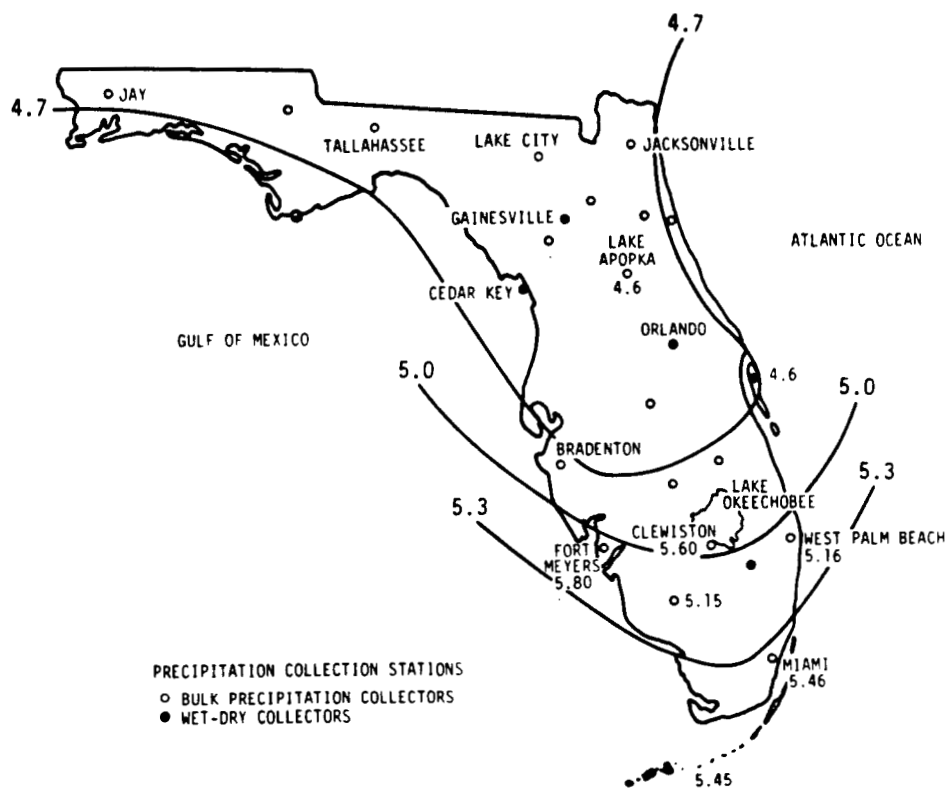 4.7
4.7
JAY
TALLAHASSEE
LAKE CITY
JACKSONVILLE
GAINESVILLE
LAKE
APOPKA
4.6
ATLANTIC OCEAN
CEDAR KEY
GULF OF MEXICO
ORLANDO
4.6
5.0
5.0
BRADENTON
5.3
5.3
LAKE
OKEECHOBEE
CLEWISTON
5.60
WEST PALM BEACH
5.16
FORT
MEYERS
5.80
5.15
MIAMI
5.46
PRECIPITATION COLLECTION STATIONS
BULK PRECIPITATION COLLECTORS
WET-DRY COLLECTORS
5.45